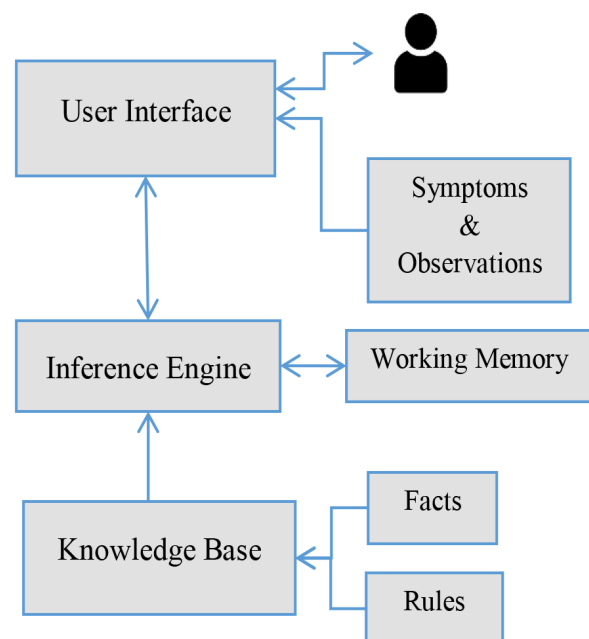 User Interface
Symptoms
&
Observations
Inference Engine
Working Memory
Knowledge Base
Facts
Rules